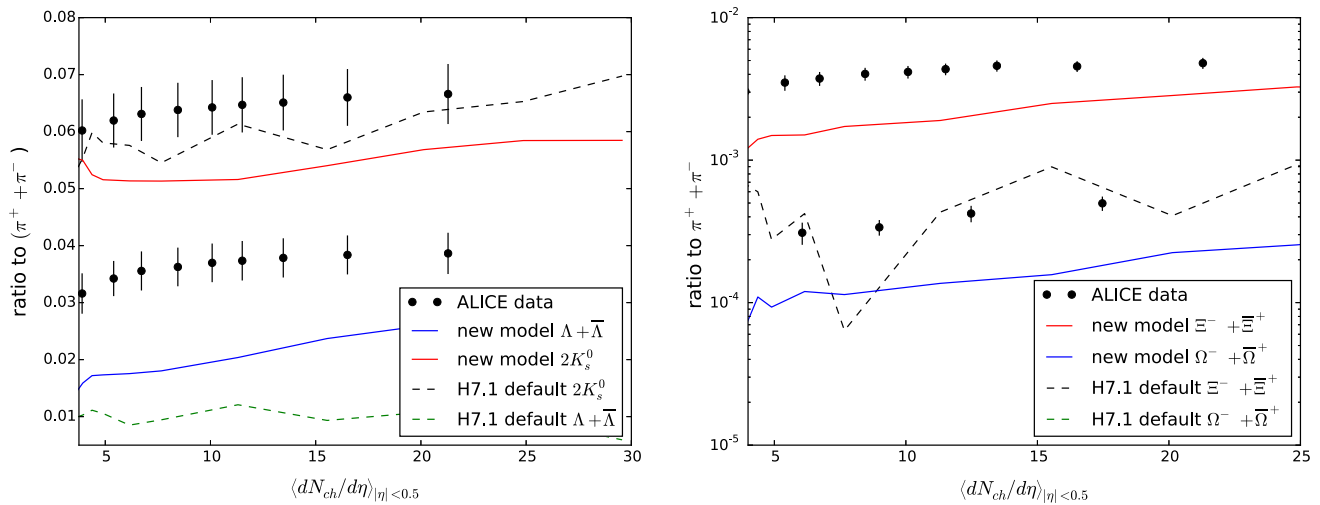 0.08
0.07
0.06
0.05
0.04
0.03
0.02
0.01
ratio to (π⁺ + π⁻)
5 10 15 20 25 30
⟨dN_ch/dη⟩_|η|<0.5
ALICE data
new model Λ + Λ̅
new model 2K_s^0
H7.1 default 2K_s^0
H7.1 default Λ + Λ̅
10^-2
10^-3
10^-4
10^-5
ratio to π⁺ + π⁻
5 10 15 20 25
⟨dN_ch/dη⟩_|η|<0.5
ALICE data
new model Ξ⁻ + Ξ̅⁺
new model Ω⁻ + Ω̅⁺
H7.1 default Ξ⁻ + Ξ̅⁺
H7.1 default Ω⁻ + Ω̅⁺